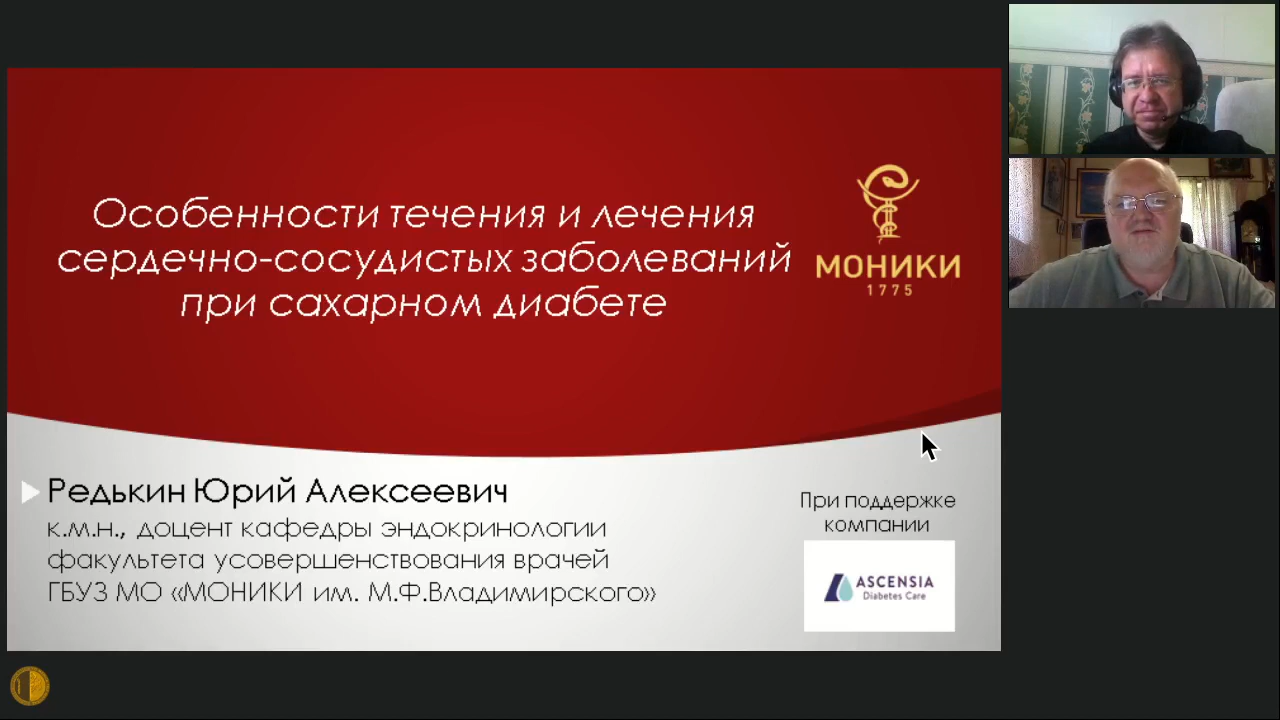 Особенности течения и лечения
сердечно-сосудистых заболеваний
при сахарном диабете
МОНИКИ
1775
Редькин Юрий Алексеевич
к.м.н., доцент кафедры эндокринологии
факультета усовершенствования врачей
ГБУЗ МО «МОНИКИ им. М.Ф.Владимирского»
При поддержке
компании
ASCENSIA
Diabetes Care